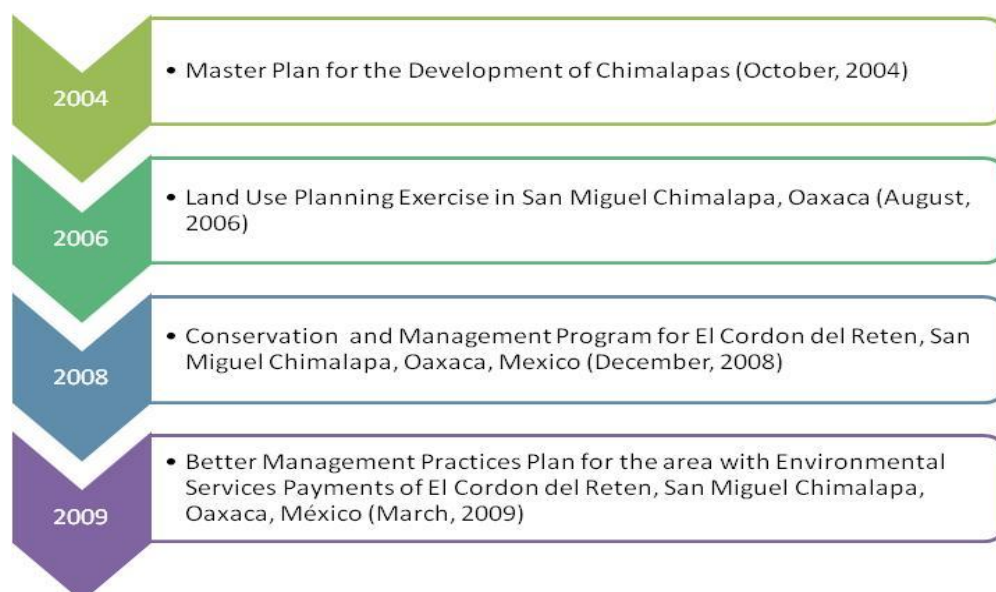 2004
• Master Plan for the Development of Chimalapas (October, 2004)
2006
• Land Use Planning Exercise in San Miguel Chimalapa, Oaxaca (August,
2006)
2008
• Conservation and Management Program for El Cordon del Reten, San
Miguel Chimalapa, Oaxaca, Mexico (December, 2008)
2009
• Better Management Practices Plan for the area with Environmental
Services Payments of El Cordon del Reten, San Miguel Chimalapa,
Oaxaca, México (March, 2009)